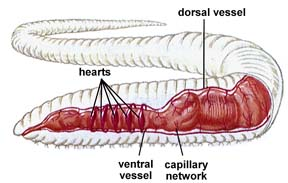 dorsal vessel
hearts
ventral
vessel
capillary
network